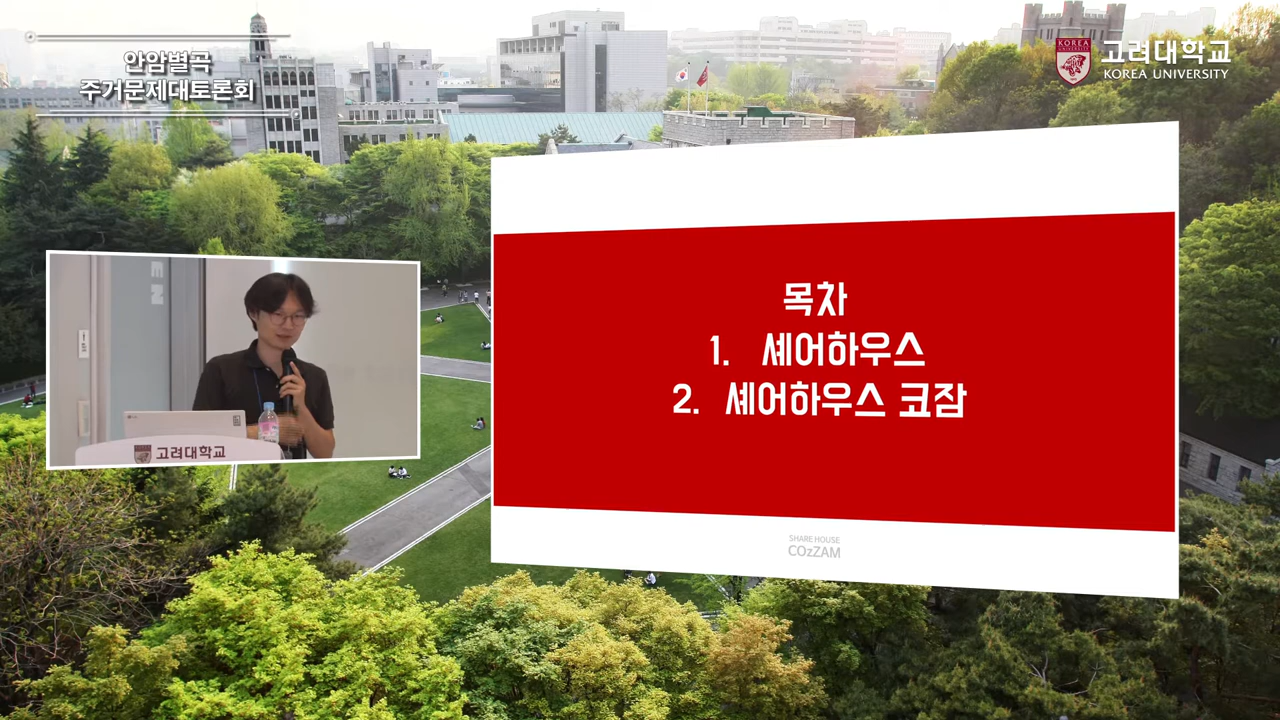 안암별곡
주거문제대토론회
KOREA
UNIVERSITY
고려대학교
KOREA UNIVERSITY
EN
고려대학교
목차
1. 셰어하우스
2. 셰어하우스 코잠
SHARE HOUSE
COzZAM